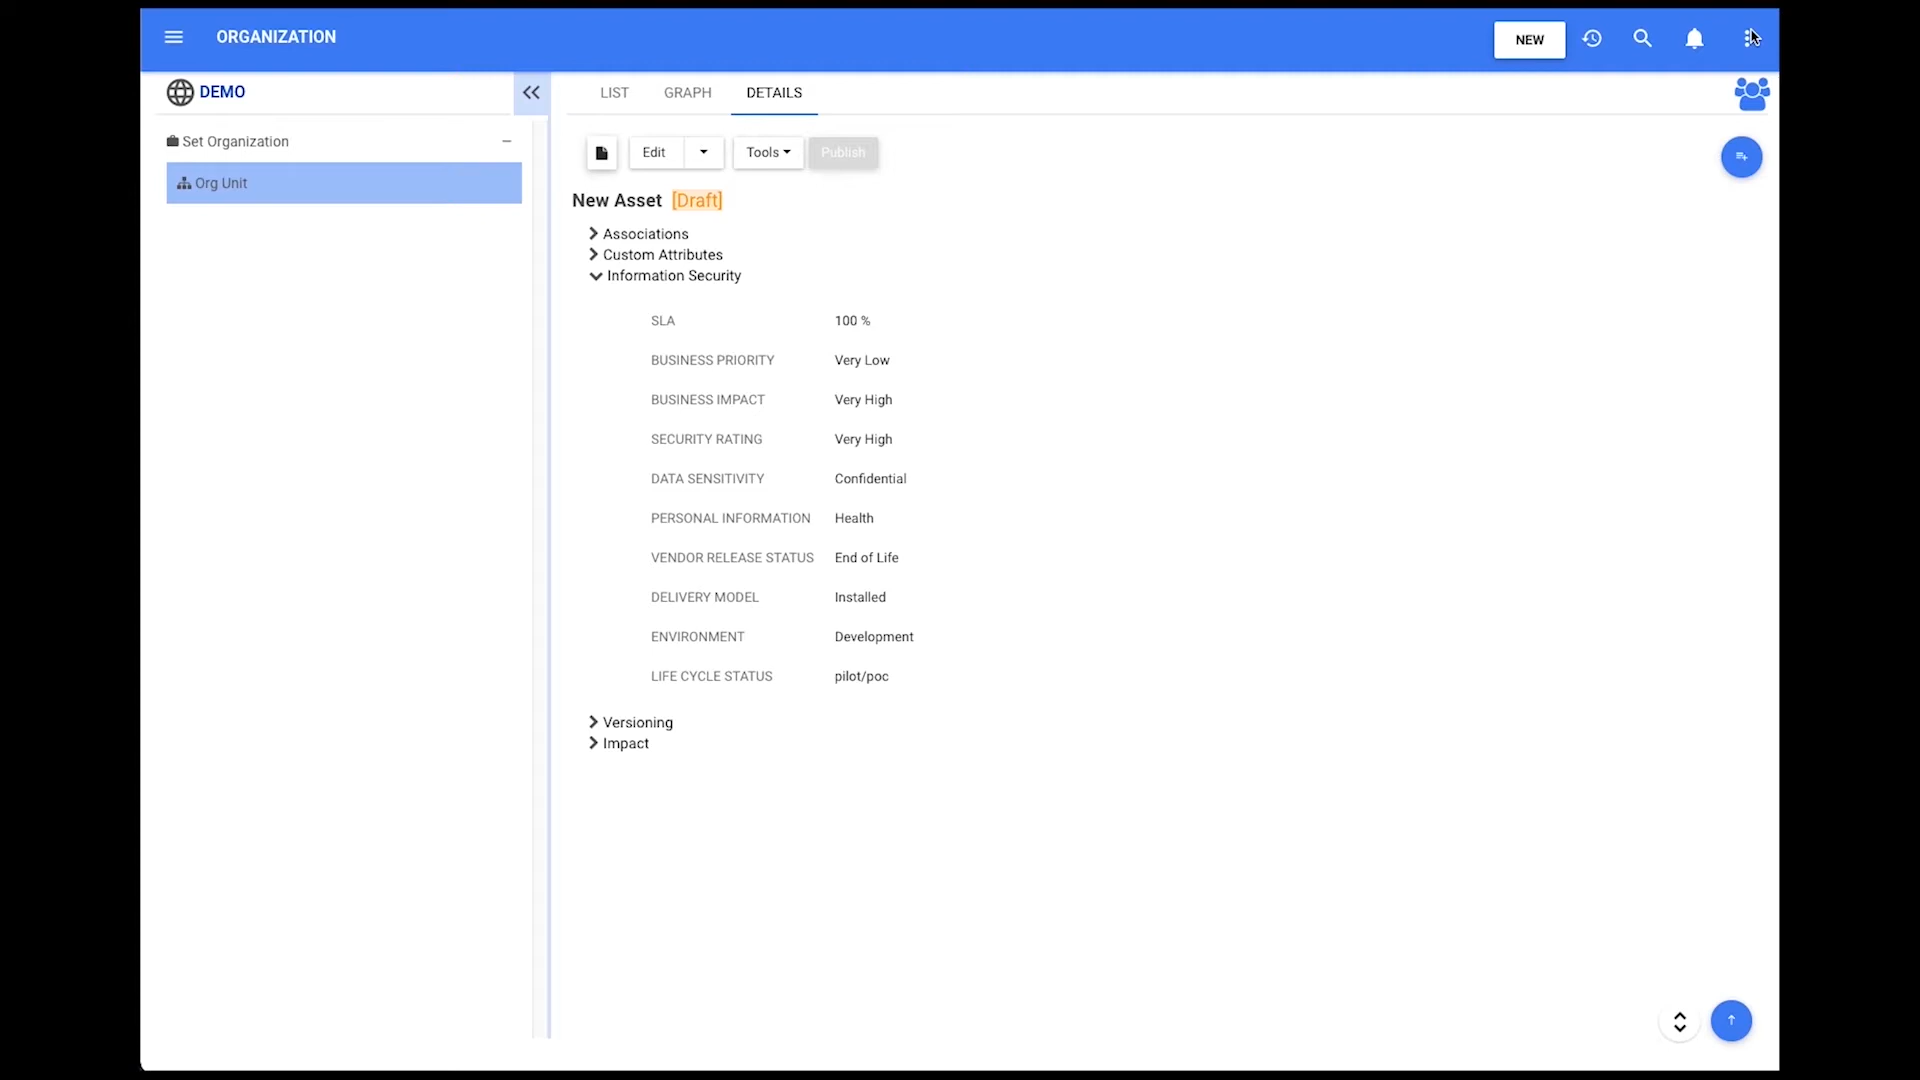 ORGANIZATION
NEW
DEMO
LIST GRAPH DETAILS
Set Organization
Org Unit
Edit Tools Publish
New Asset [Draft]
Associations
Custom Attributes
Information Security
SLA 100 %
BUSINESS PRIORITY Very Low
BUSINESS IMPACT Very High
SECURITY RATING Very High
DATA SENSITIVITY Confidential
PERSONAL INFORMATION Health
VENDOR RELEASE STATUS End of Life
DELIVERY MODEL Installed
ENVIRONMENT Development
LIFE CYCLE STATUS pilot/poc
Versioning
Impact